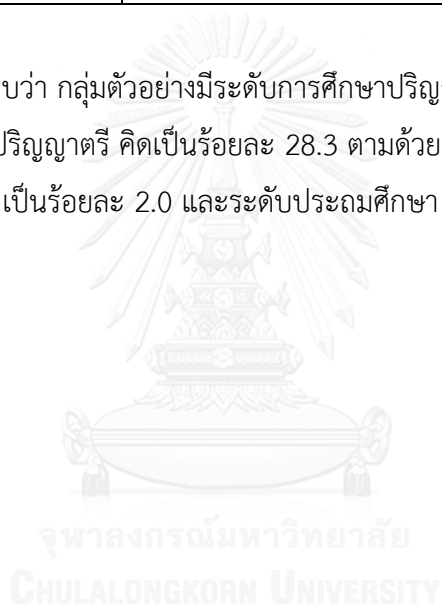 บว่า กลุ่มตัวอย่างมีระดับการศึกษาปริญ
ปริญญาตรี คิดเป็นร้อยละ 28.3 ตามด้วย
เป็นร้อยละ 2.0 และระดับประถมศึกษา
จุฬาลงกรณ์มหาวิทยาลัย
CHULALONGKORN UNIVERSITY